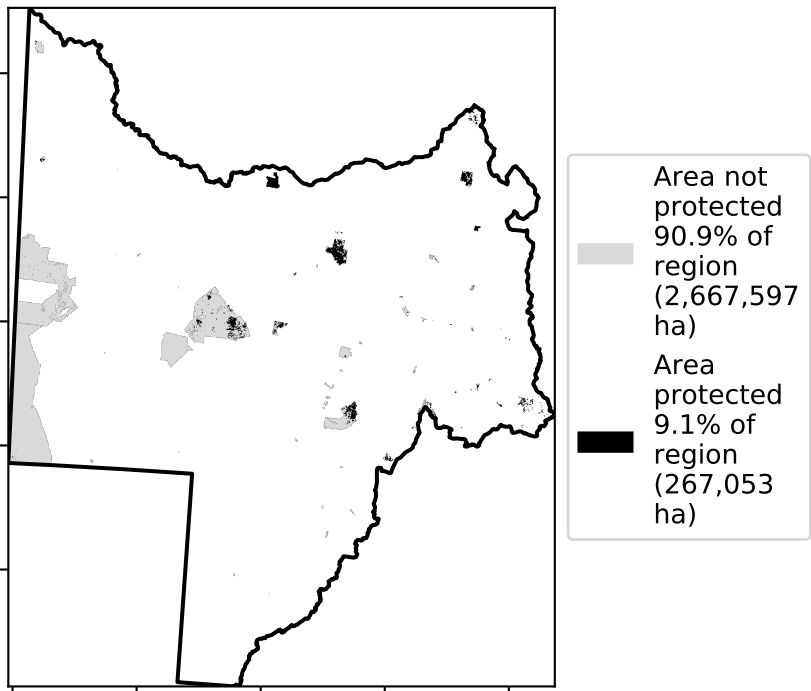 Area not
protected
90.9% of
region
(2,667,597
ha)
Area
protected
9.1% of
region
(267,053
ha)